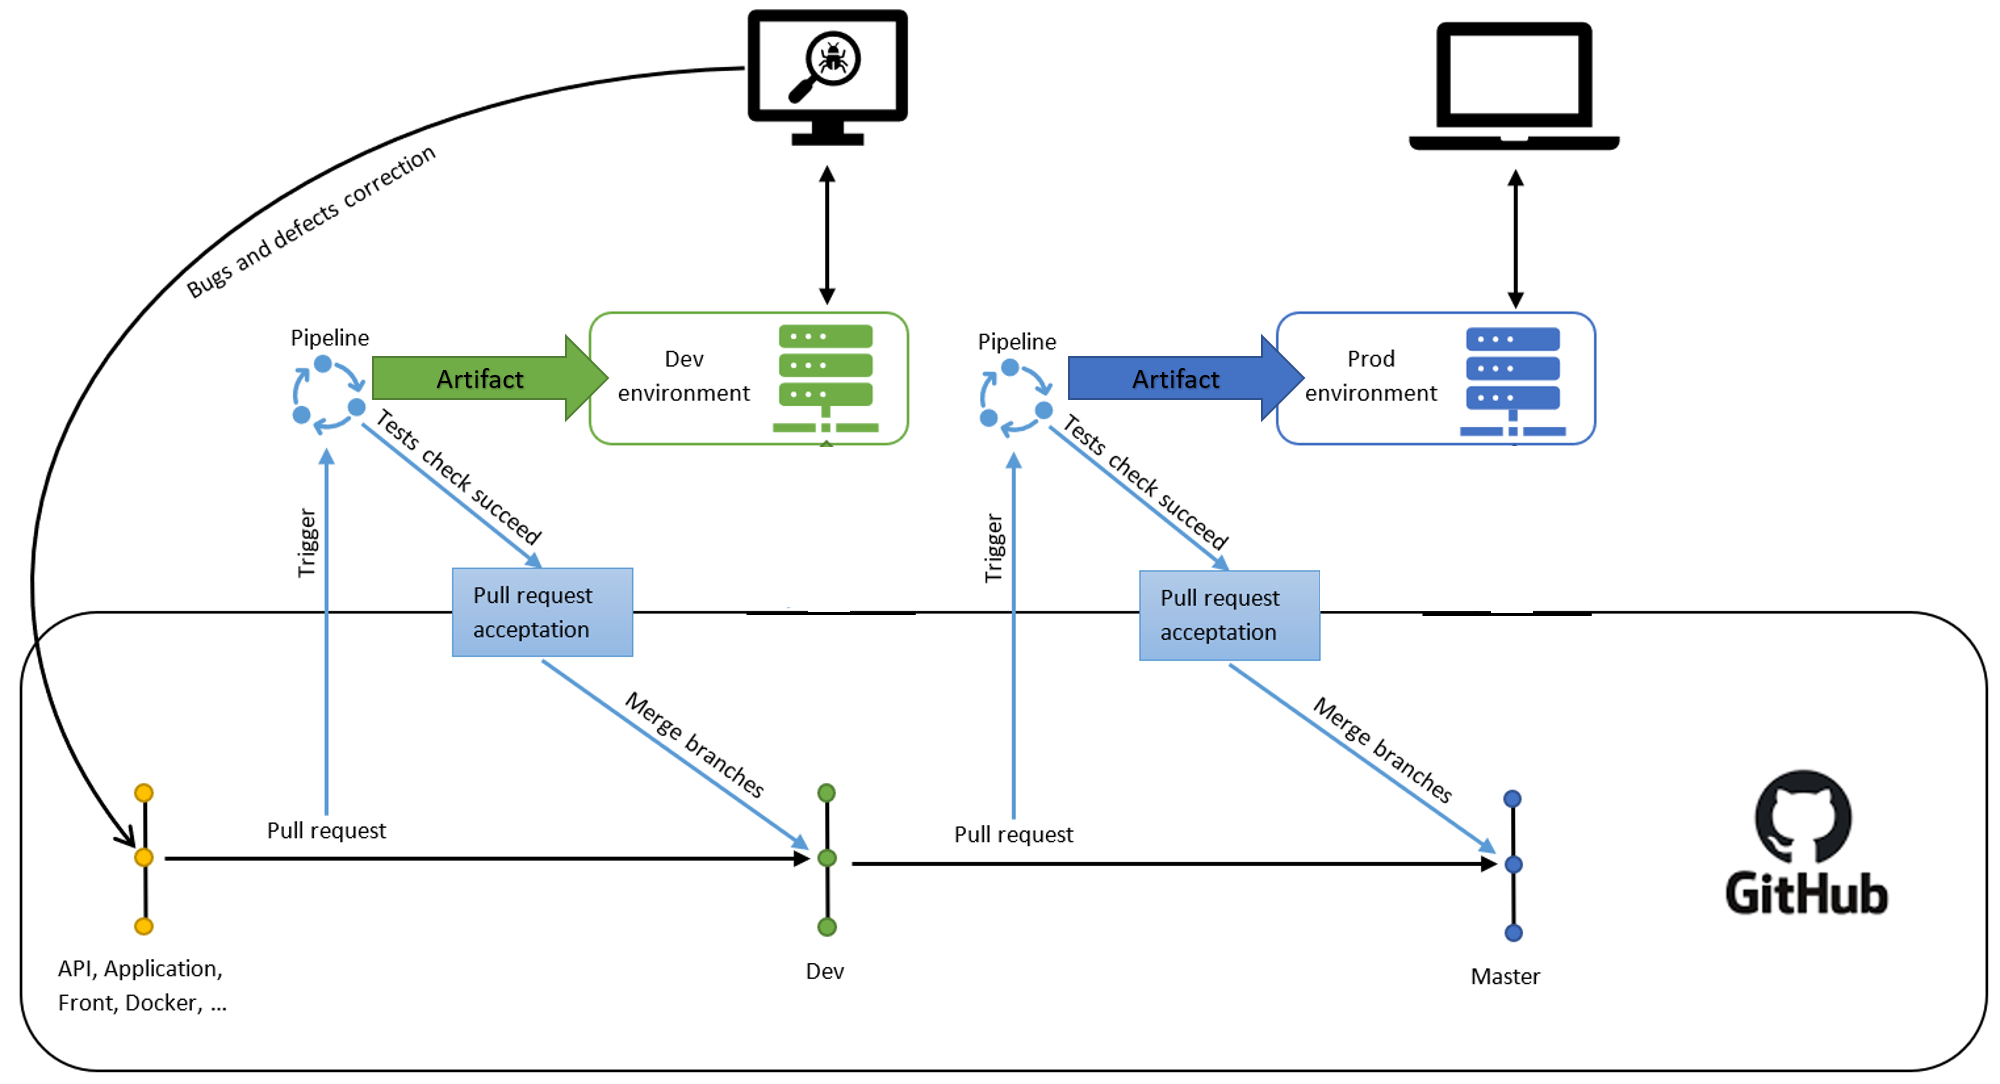 Bugs and defects correction
Pipeline
Artifact
Dev
environment
Tests check succeed
Trigger
Pull request
acceptation
Merge branches
Pull request
Pipeline
Artifact
Prod
environment
Tests check succeed
Trigger
Pull request
acceptation
Merge branches
Pull request
GitHub
API, Application,
Front, Docker, ...
Dev
Master